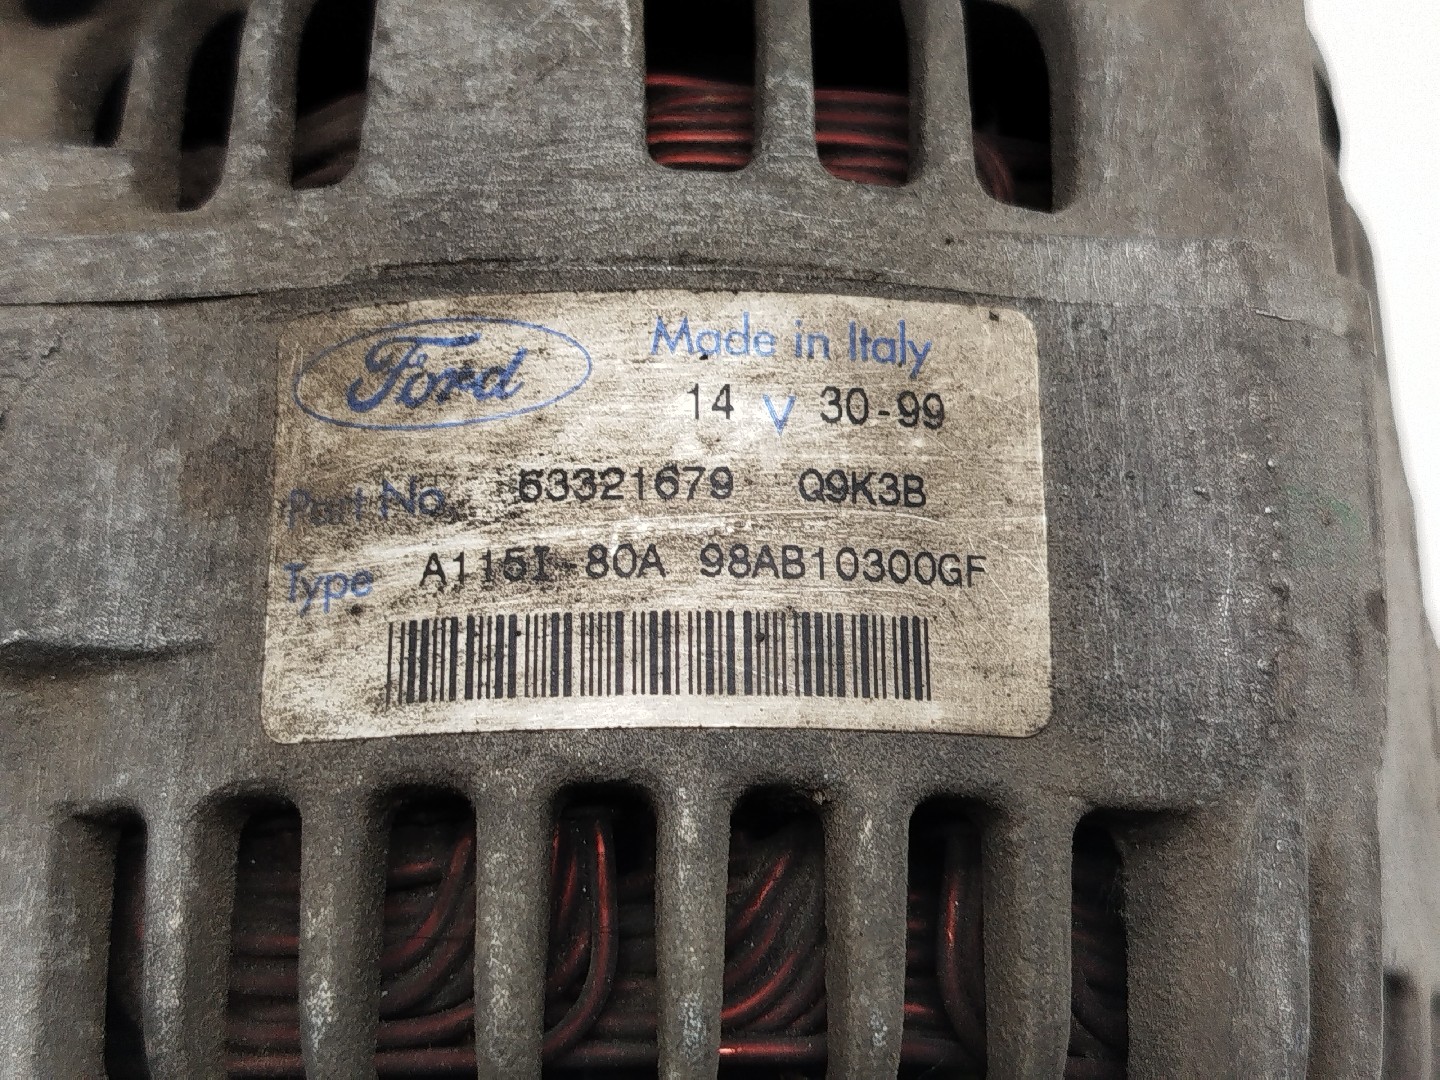 Ford
Made in Italy
14 V 30-99
Part No. 63321679 Q9K3B
Type A115I-80A 98AB10300GF